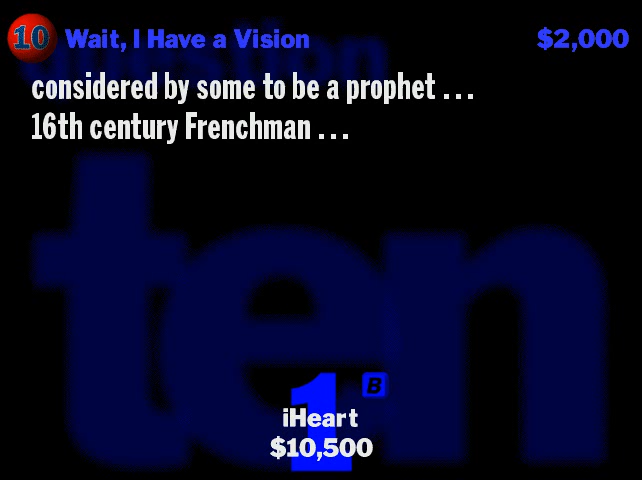 10 Wait, I Have a Vision $2,000
question
considered by some to be a prophet . . .
16th century Frenchman . . .
ten
1 B
iHeart
$10,500